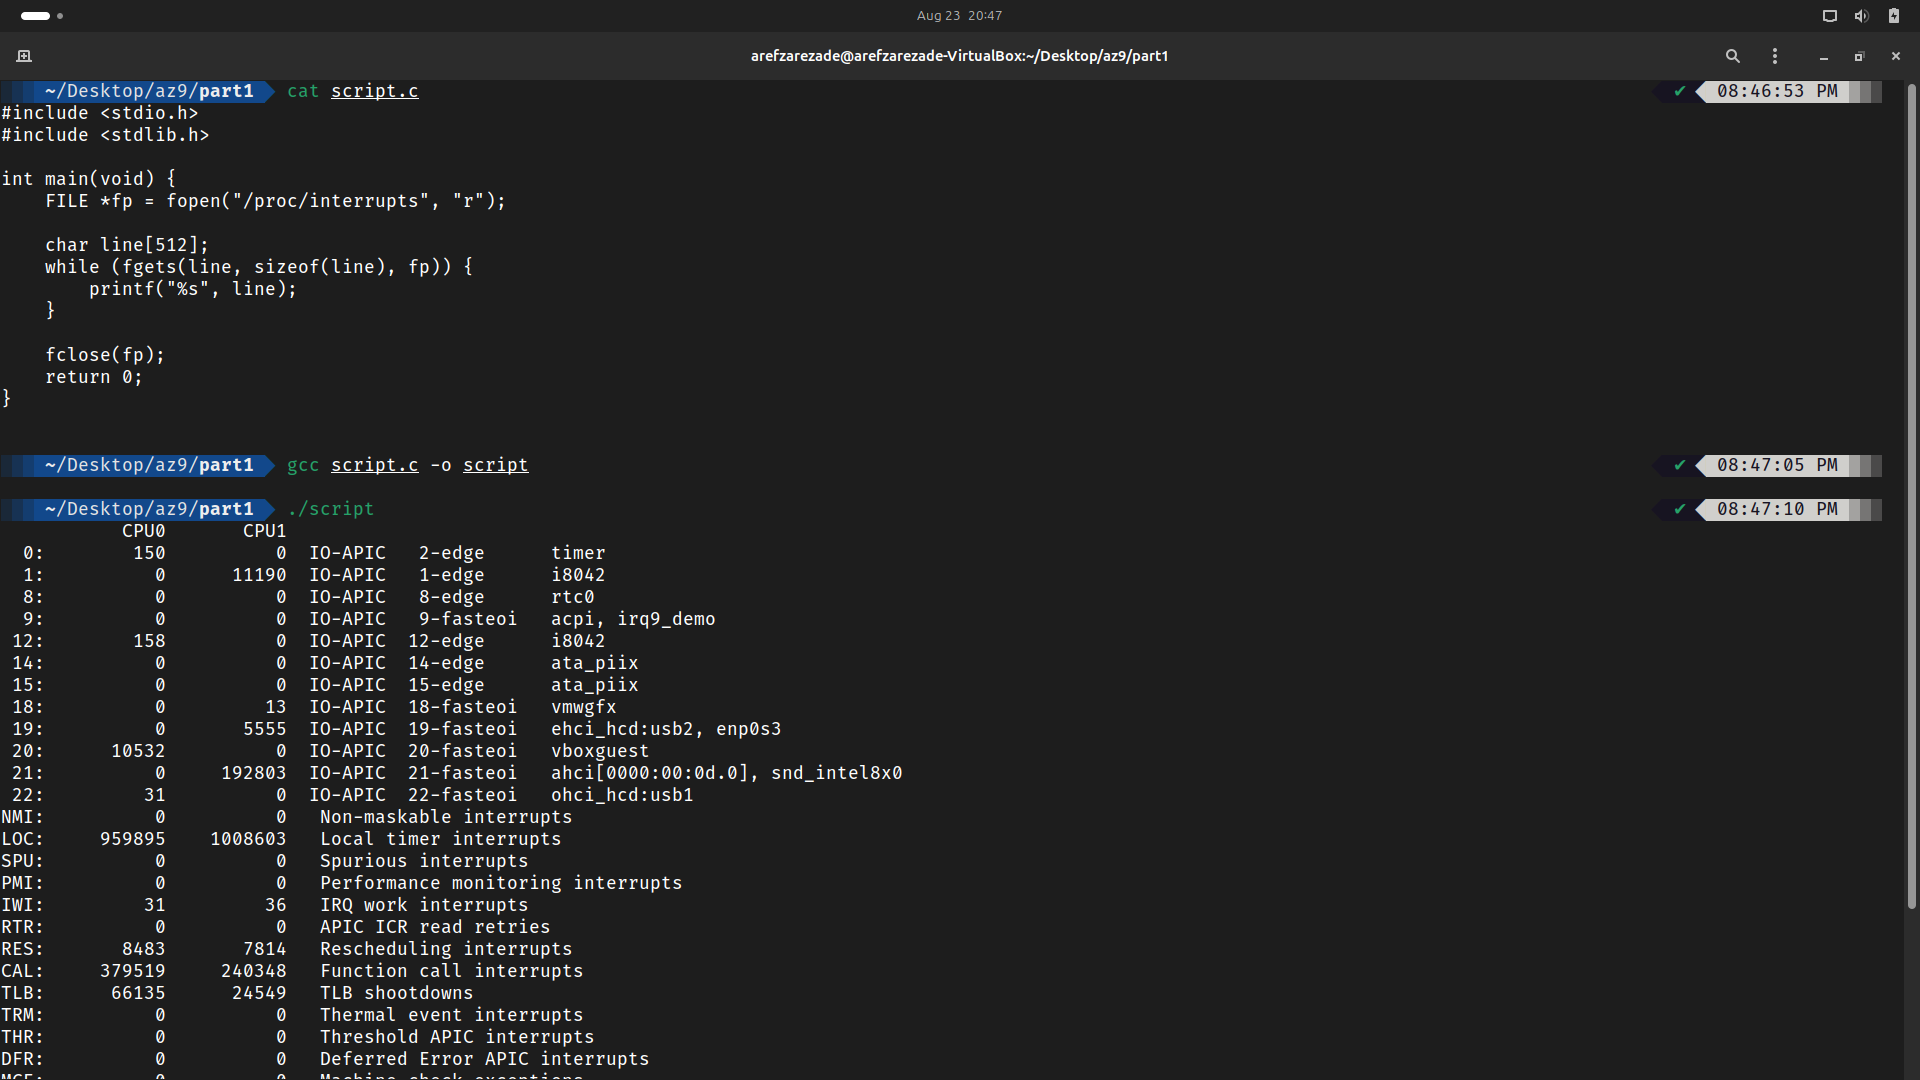 Aug 23 20:47
arefzarezade@arefzarezade-VirtualBox:~/Desktop/az9/part1
~/Desktop/az9/part1 cat script.c ✔ 08:46:53 PM
#include <stdio.h>
#include <stdlib.h>
int main(void) {
    FILE *fp = fopen("/proc/interrupts", "r");
    char line[512];
    while (fgets(line, sizeof(line), fp)) {
        printf("%s", line);
    }
    fclose(fp);
    return 0;
}
~/Desktop/az9/part1 gcc script.c -o script ✔ 08:47:05 PM
~/Desktop/az9/part1 ./script ✔ 08:47:10 PM
           CPU0       CPU1
  0:        150          0  IO-APIC   2-edge      timer
  1:          0      11190  IO-APIC   1-edge      i8042
  8:          0          0  IO-APIC   8-edge      rtc0
  9:          0          0  IO-APIC   9-fasteoi   acpi, irq9_demo
 12:        158          0  IO-APIC  12-edge      i8042
 14:          0          0  IO-APIC  14-edge      ata_piix
 15:          0          0  IO-APIC  15-edge      ata_piix
 18:          0         13  IO-APIC  18-fasteoi   vmwgfx
 19:          0       5555  IO-APIC  19-fasteoi   ehci_hcd:usb2, enp0s3
 20:      10532          0  IO-APIC  20-fasteoi   vboxguest
 21:          0     192803  IO-APIC  21-fasteoi   ahci[0000:00:0d.0], snd_intel8x0
 22:         31          0  IO-APIC  22-fasteoi   ohci_hcd:usb1
NMI:          0          0   Non-maskable interrupts
LOC:     959895    1008603   Local timer interrupts
SPU:          0          0   Spurious interrupts
PMI:          0          0   Performance monitoring interrupts
IWI:         31         36   IRQ work interrupts
RTR:          0          0   APIC ICR read retries
RES:       8483       7814   Rescheduling interrupts
CAL:     379519     240348   Function call interrupts
TLB:      66135      24549   TLB shootdowns
TRM:          0          0   Thermal event interrupts
THR:          0          0   Threshold APIC interrupts
DFR:          0          0   Deferred Error APIC interrupts
MCE:          0          0   Machine check exceptions